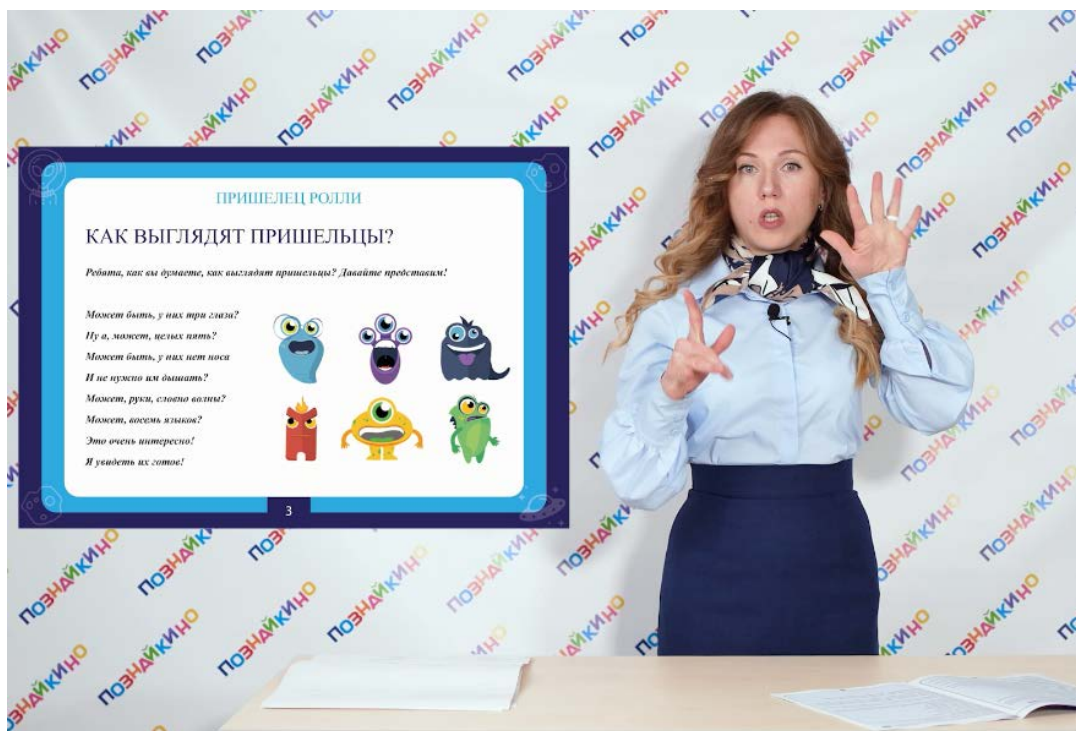 ПОЗНАЙКИНО
ПРИШЕЛЕЦ РОЛЛИ
КАК ВЫГЛЯДЯТ ПРИШЕЛЬЦЫ?
Ребята, как вы думаете, как выглядят пришельцы? Давайте представим!
Может быть, у них три глаза?
Ну а, может, целых пять?
Может быть, у них нет носа
И не нужно им дышать?
Может, руки, словно волны?
Может, восемь языков?
Это очень интересно!
Я увидеть их готов!
3